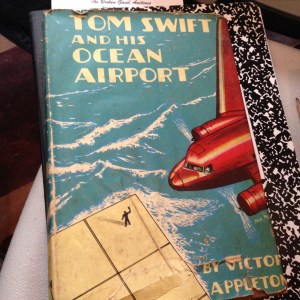 TOM SWIFT
AND HIS
OCEAN
AIRPORT
BY VICTOR
APPLETON